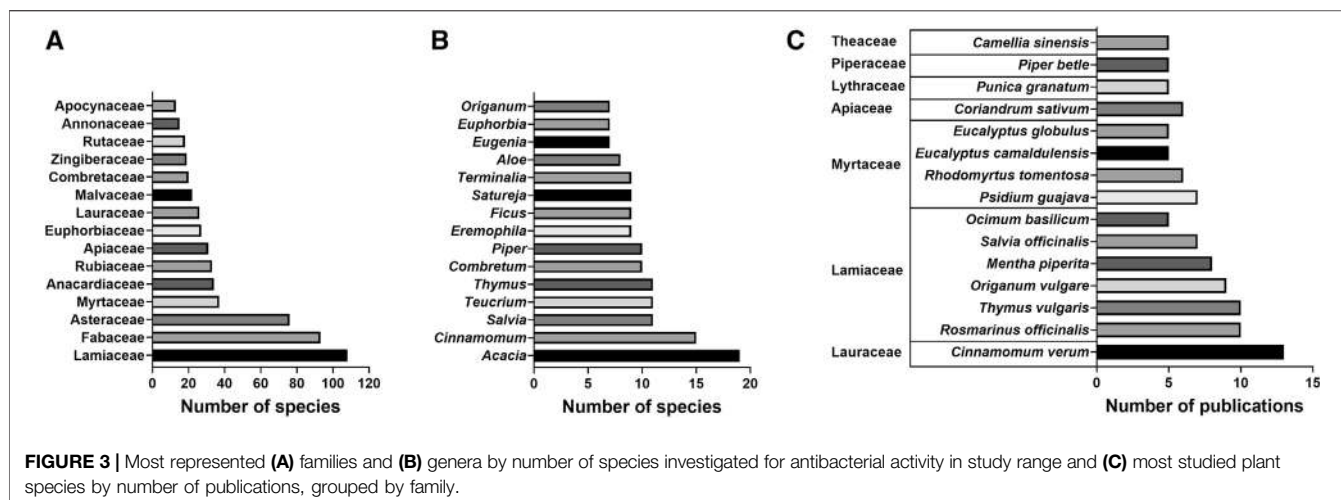 A
Apocynaceae
Annonaceae
Rutaceae
Zingiberaceae
Combretaceae
Malvaceae
Lauraceae
Euphorbiaceae
Apiaceae
Rubiaceae
Anacardiaceae
Myrtaceae
Asteraceae
Fabaceae
Lamiaceae
0 20 40 60 80 100 120
Number of species
B
Origanum
Euphorbia
Eugenia
Aloe
Terminalia
Satureja
Ficus
Eremophila
Piper
Combretum
Thymus
Teucrium
Salvia
Cinnamomum
Acacia
0 5 10 15 20
Number of species
C
Theaceae Camellia sinensis
Piperaceae Piper betle
Lythraceae Punica granatum
Apiaceae Coriandrum sativum
Myrtaceae
Eucalyptus globulus
Eucalyptus camaldulensis
Rhodomyrtus tomentosa
Psidium guajava
Lamiaceae
Ocimum basilicum
Salvia officinalis
Mentha piperita
Origanum vulgare
Thymus vulgaris
Rosmarinus officinalis
Lauraceae Cinnamomum verum
0 5 10 15
Number of publications
FIGURE 3 | Most represented (A) families and (B) genera by number of species investigated for antibacterial activity in study range and (C) most studied plant
species by number of publications, grouped by family.